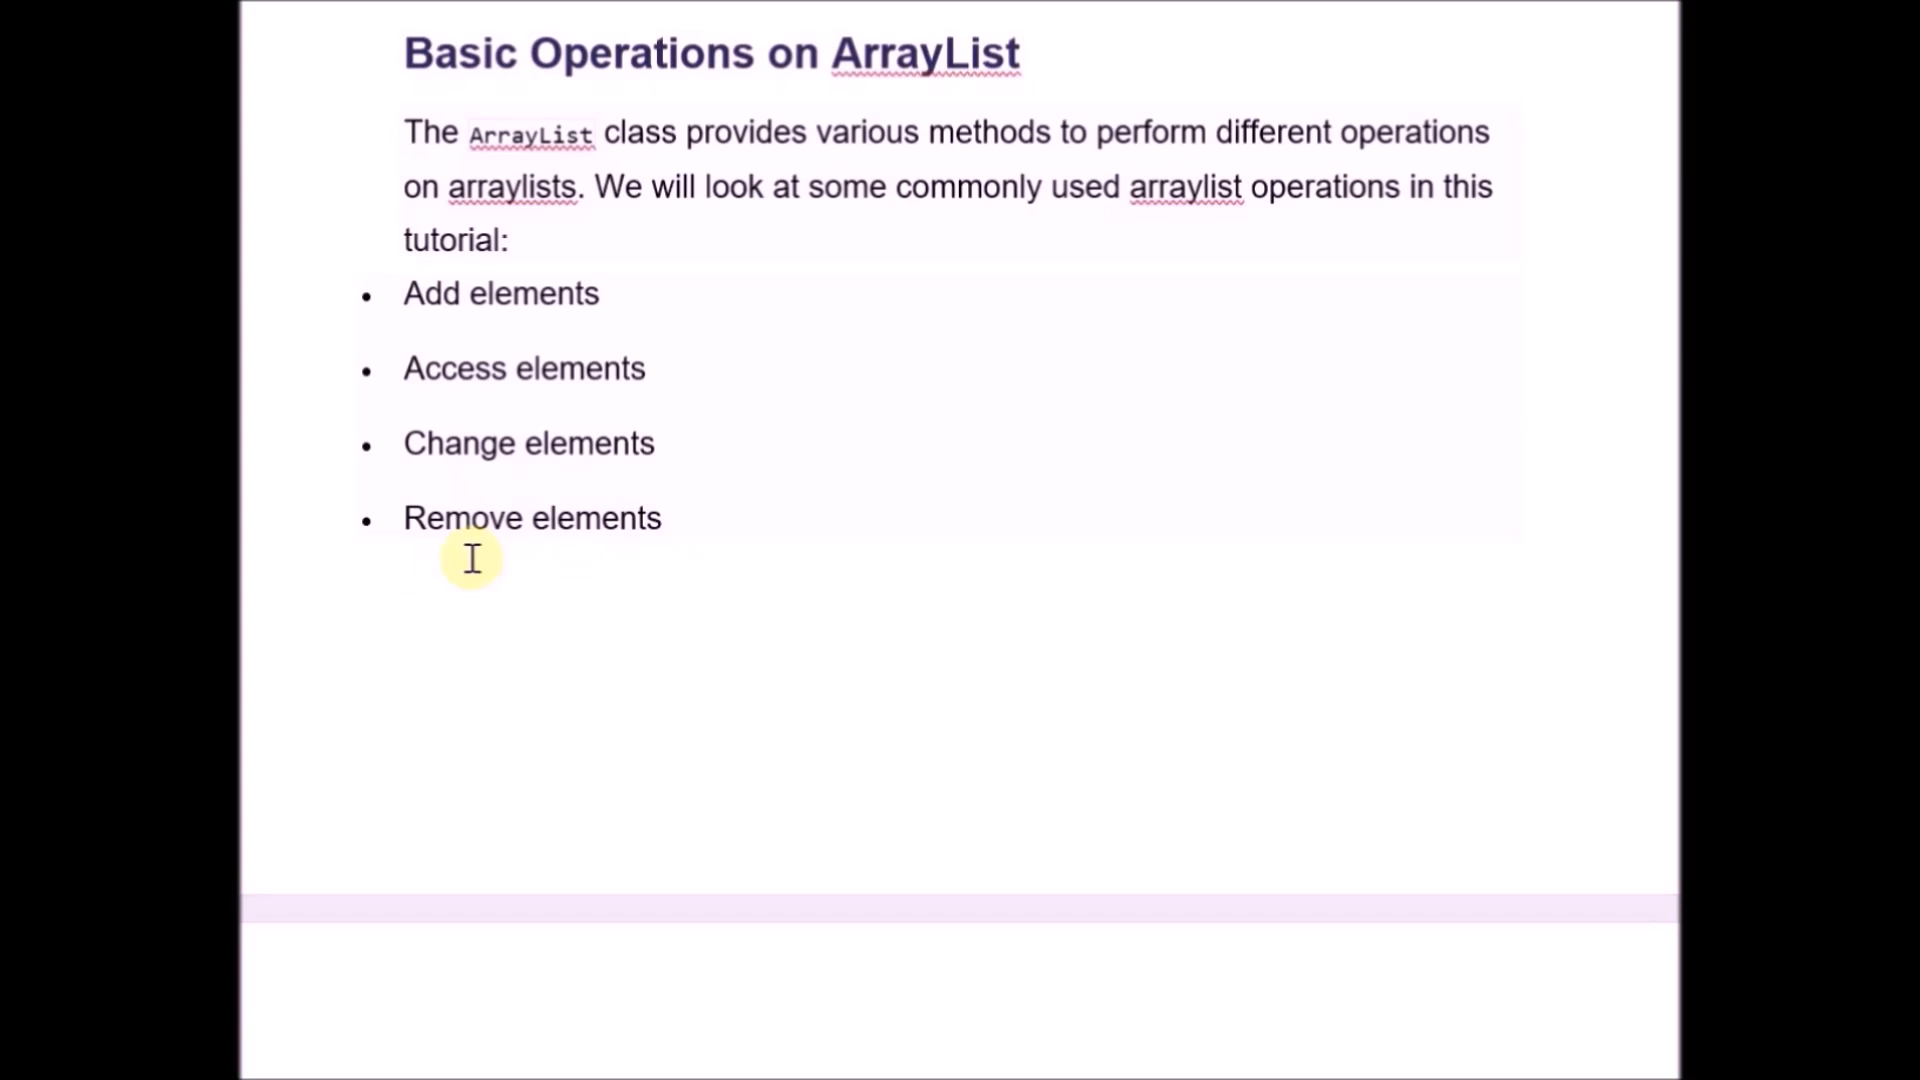 Basic Operations on ArrayList
The ArrayList class provides various methods to perform different operations
on arraylists. We will look at some commonly used arraylist operations in this
tutorial:
• Add elements
• Access elements
• Change elements
• Remove elements